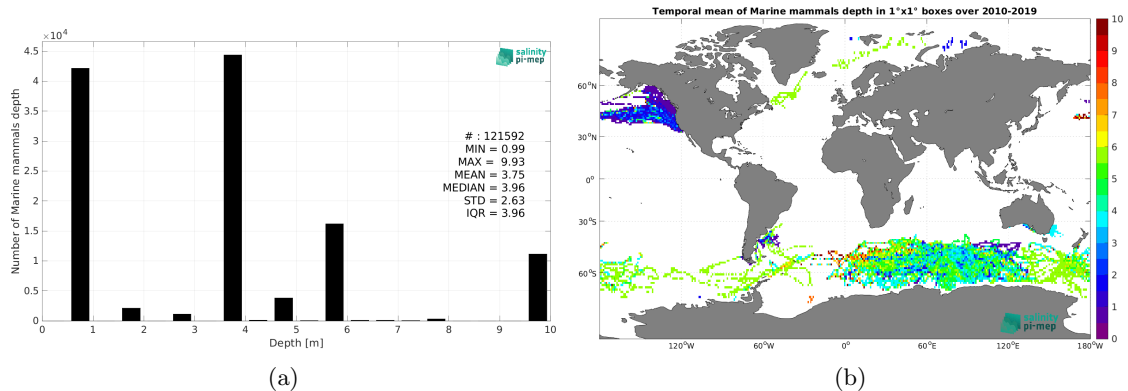 ×10⁴
4.5
4
3.5
3
2.5
2
1.5
1
0.5
0
Number of Marine mammals depth
salinity
pi-mep
# : 121592
MIN = 0.99
MAX = 9.93
MEAN = 3.75
MEDIAN = 3.96
STD = 2.63
IQR = 3.96
0 1 2 3 4 5 6 7 8 9 10
Depth [m]
(a)
Temporal mean of Marine mammals depth in 1°x1° boxes over 2010-2019
60°N
30°N
0°
30°S
60°S
120°W 60°W 0° 60°E 120°E 180°W
salinity
pi-mep
10
9
8
7
6
5
4
3
2
1
0
(b)